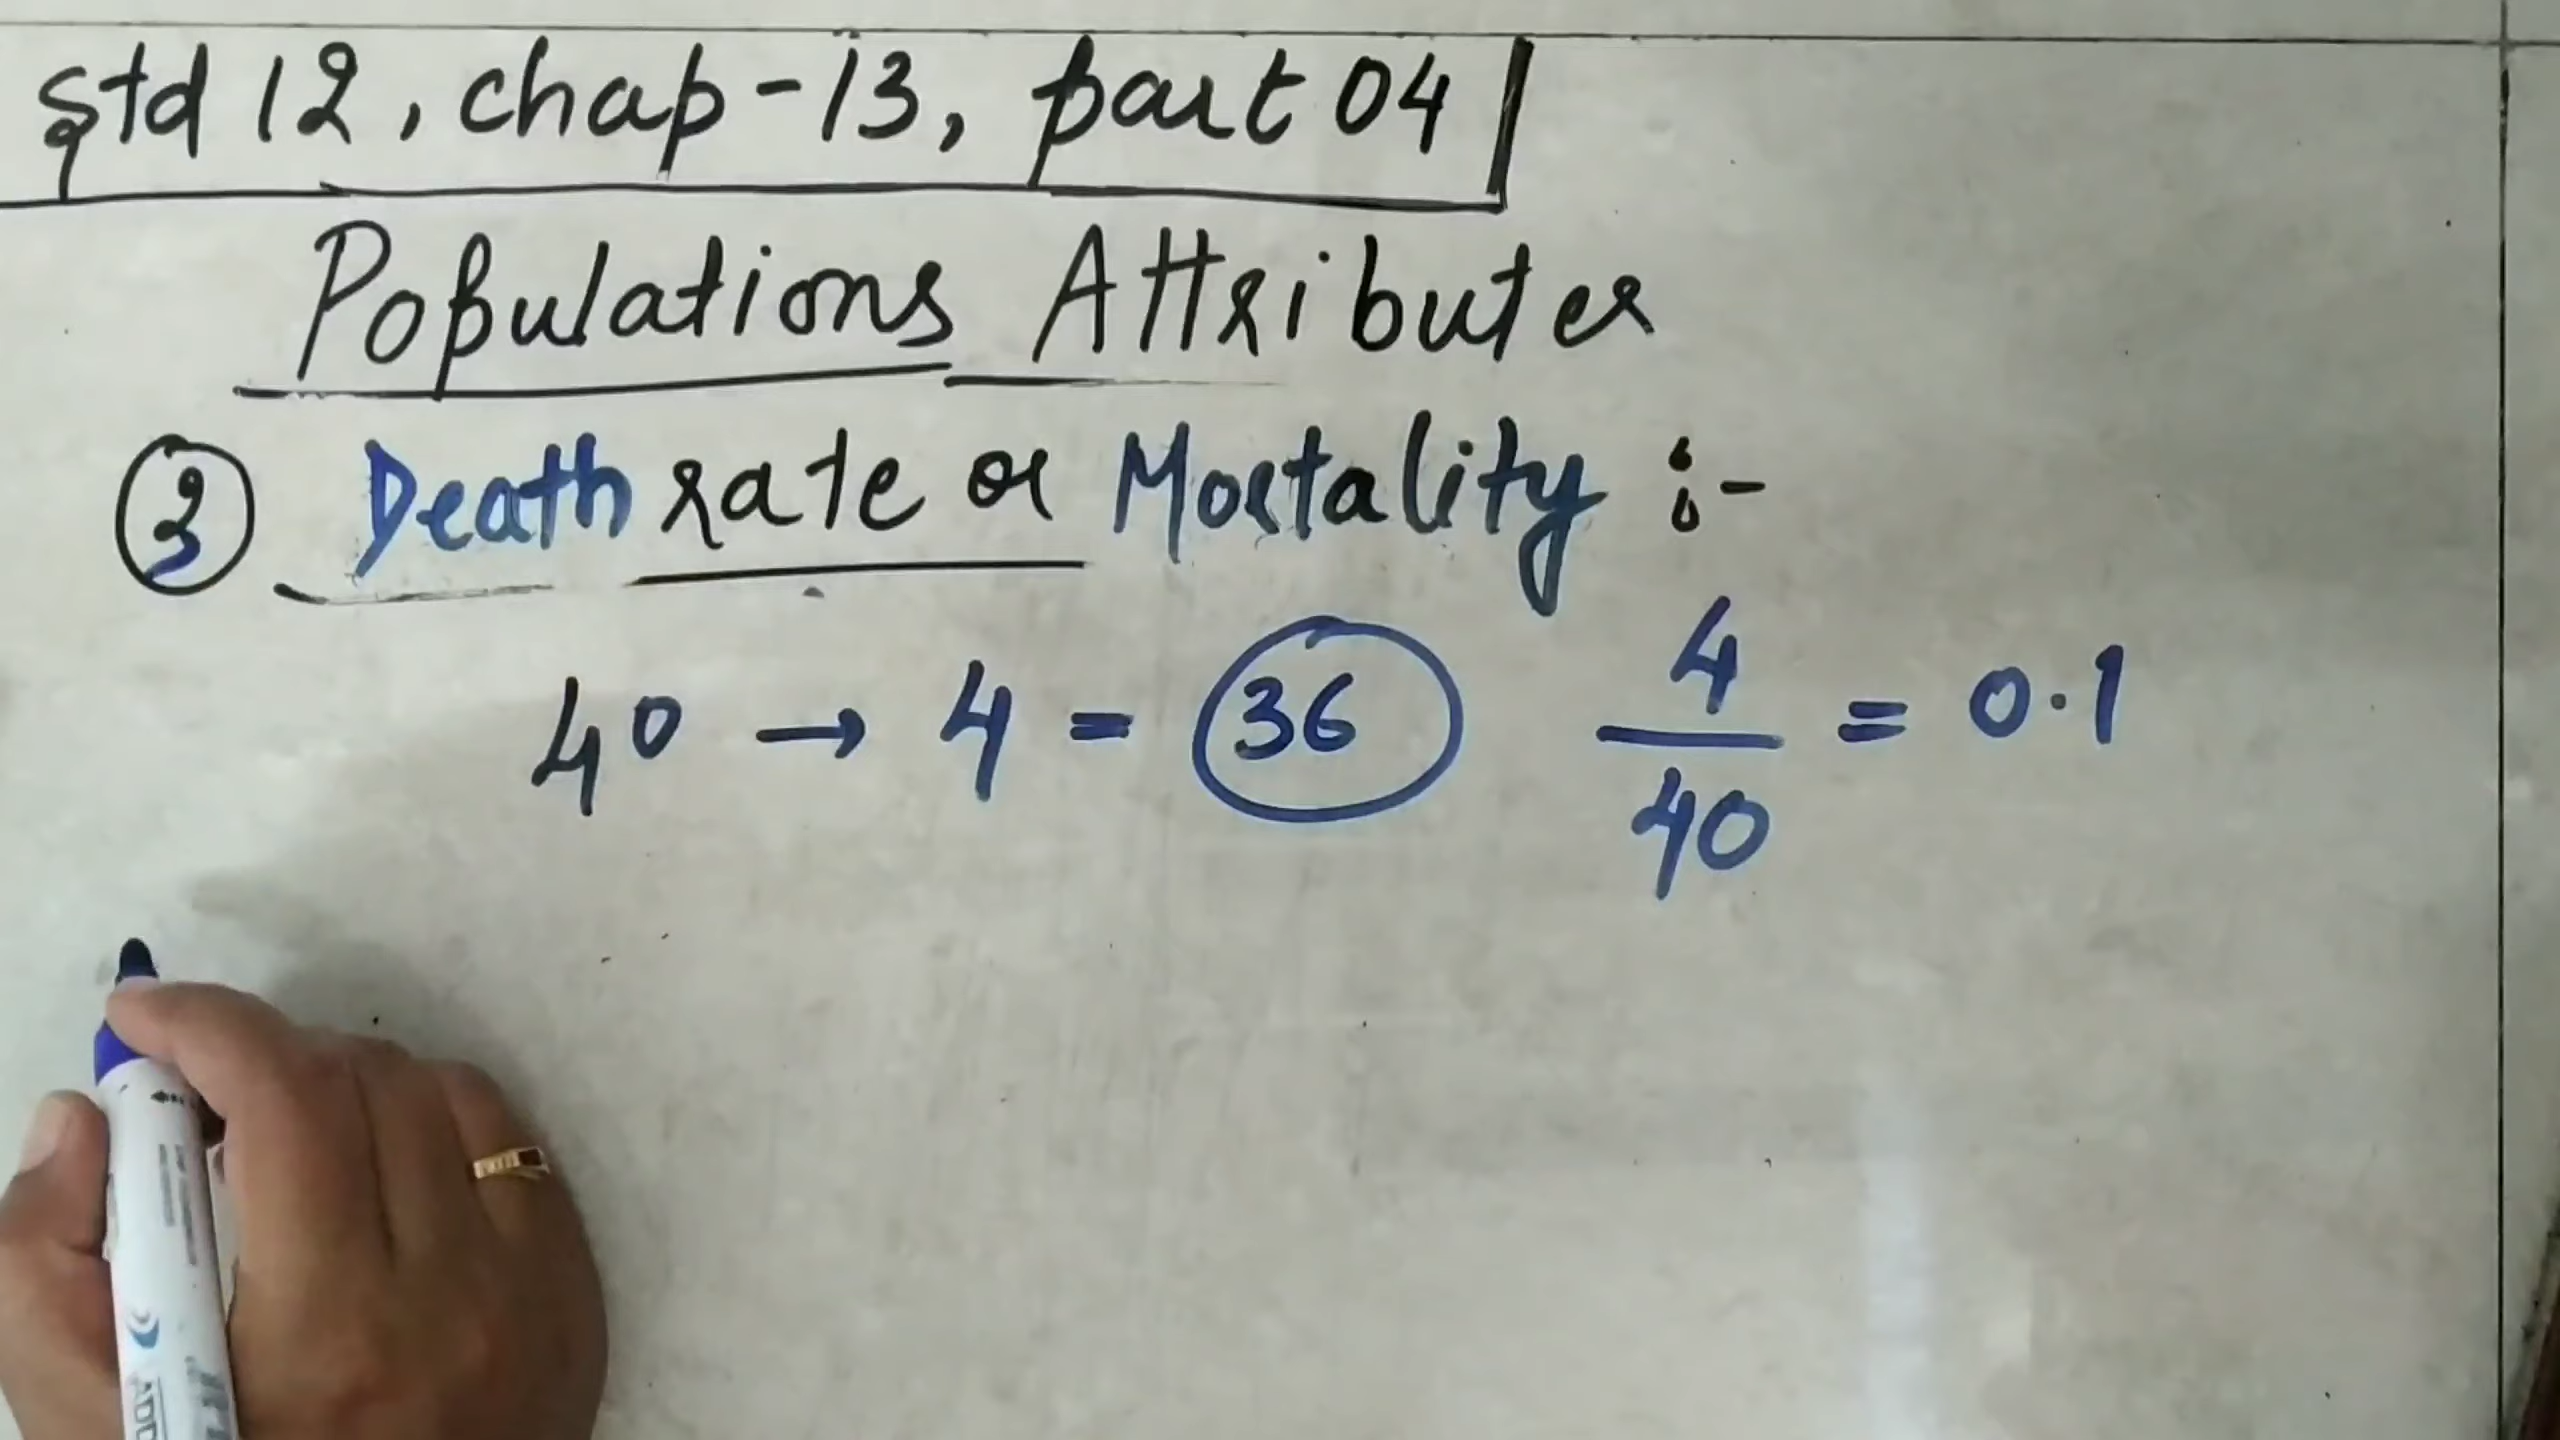 std 12, chap-13, part 04
Populations Attributes
3 Death rate or Mortality :-
40 → 4 = 36 4/40 = 0.1